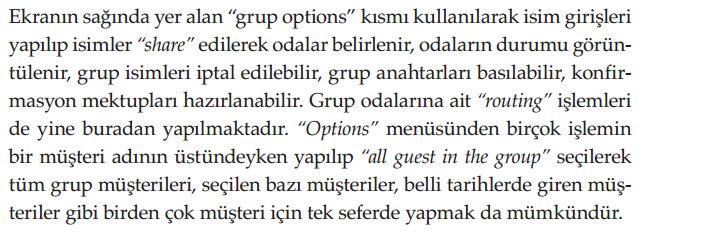 Ekranın sağında yer alan “grup options” kısmı kullanılarak isim girişleri
yapılıp isimler “share” edilerek odalar belirlenir, odaların durumu görün-
tülenir, grup isimleri iptal edilebilir, grup anahtarları basılabilir, konfir-
masyon mektupları hazırlanabilir. Grup odalarına ait “routing” işlemleri
de yine buradan yapılmaktadır. “Options” menüsünden birçok işlemin
bir müşteri adının üstündeyken yapılıp “all guest in the group” seçilerek
tüm grup müşterileri, seçilen bazı müşteriler, belli tarihlerde giren müş-
teriler gibi birden çok müşteri için tek seferde yapmak da mümkündür.